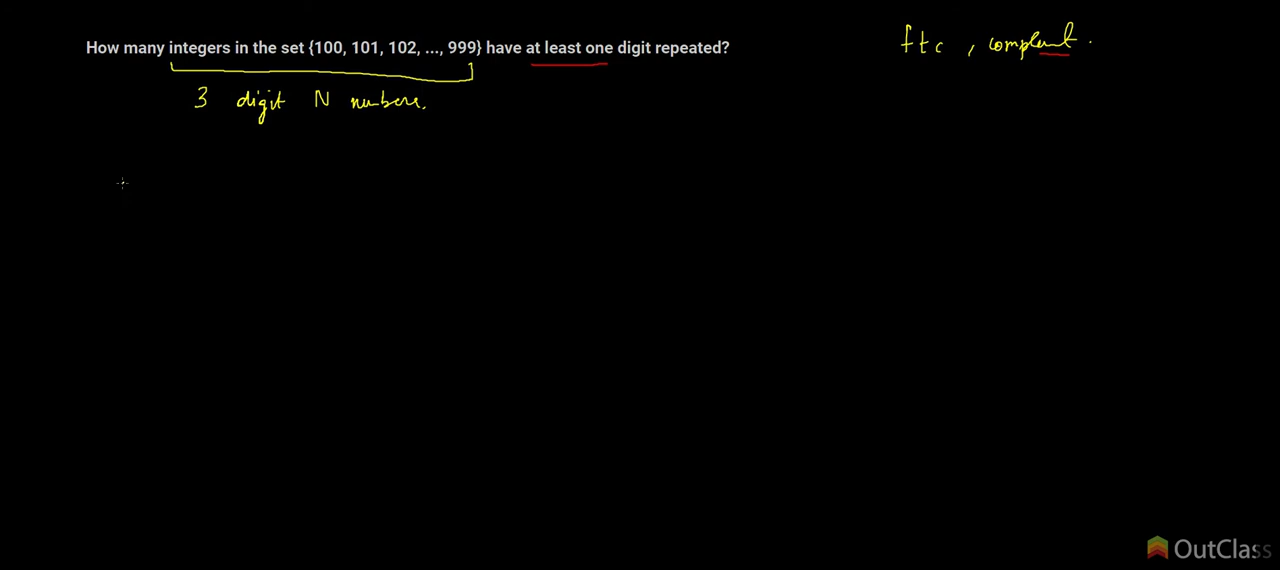 How many integers in the set {100, 101, 102, ..., 999} have at least one digit repeated?
ftc, complent.
3 digit N numbers.
OutClass